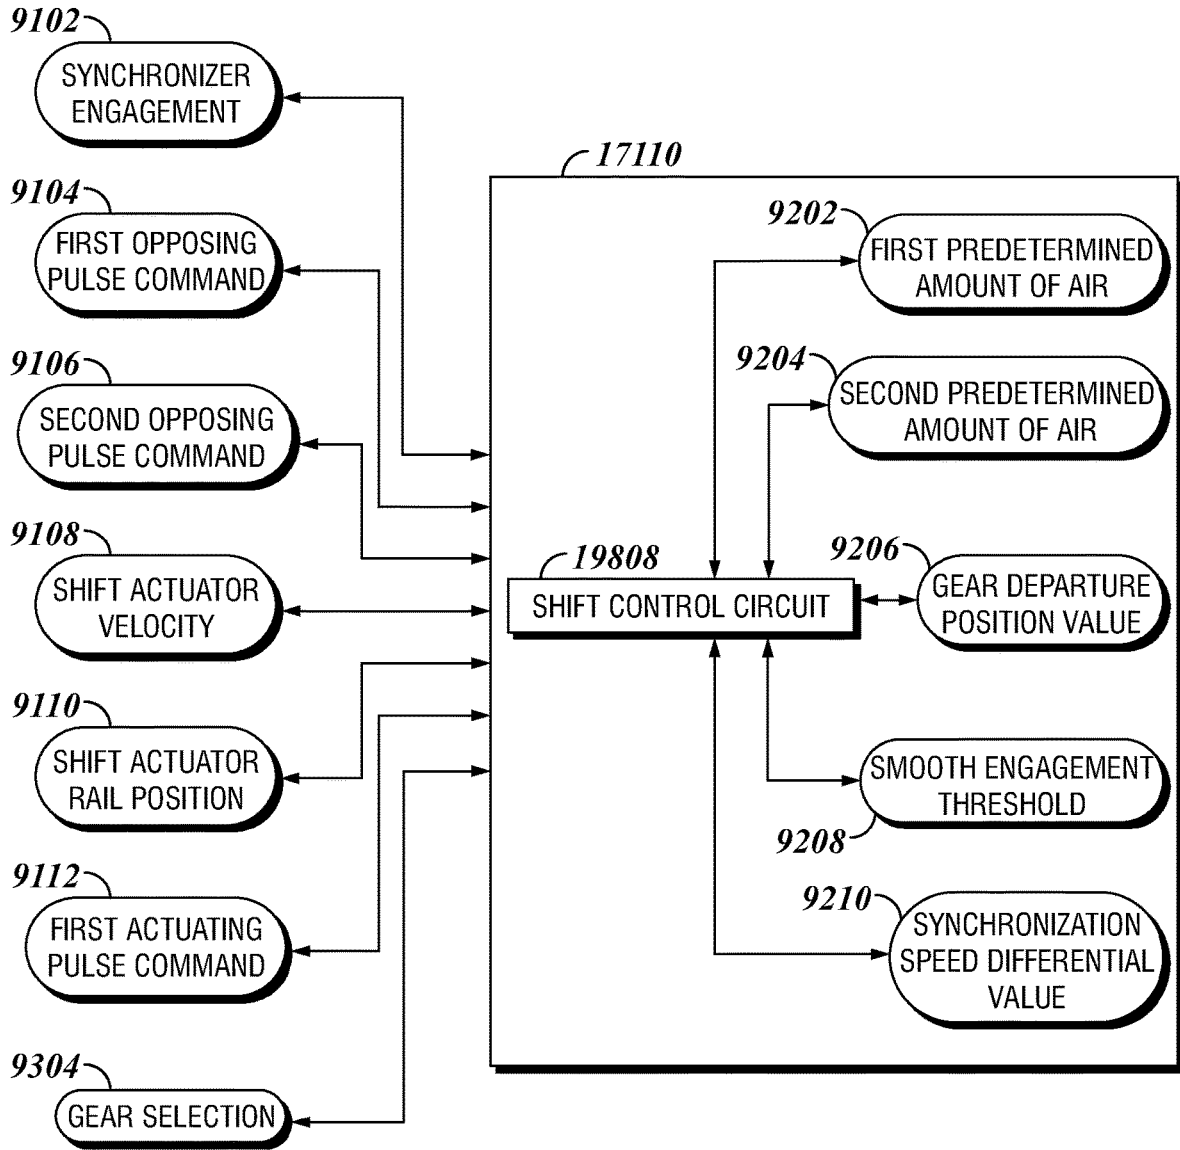 9102
SYNCHRONIZER
ENGAGEMENT
9104
FIRST OPPOSING
PULSE COMMAND
9106
SECOND OPPOSING
PULSE COMMAND
9108
SHIFT ACTUATOR
VELOCITY
9110
SHIFT ACTUATOR
RAIL POSITION
9112
FIRST ACTUATING
PULSE COMMAND
9304
GEAR SELECTION
17110
19808
SHIFT CONTROL CIRCUIT
9202
FIRST PREDETERMINED
AMOUNT OF AIR
9204
SECOND PREDETERMINED
AMOUNT OF AIR
9206
GEAR DEPARTURE
POSITION VALUE
SMOOTH ENGAGEMENT
THRESHOLD
9208
9210
SYNCHRONIZATION
SPEED DIFFERENTIAL
VALUE